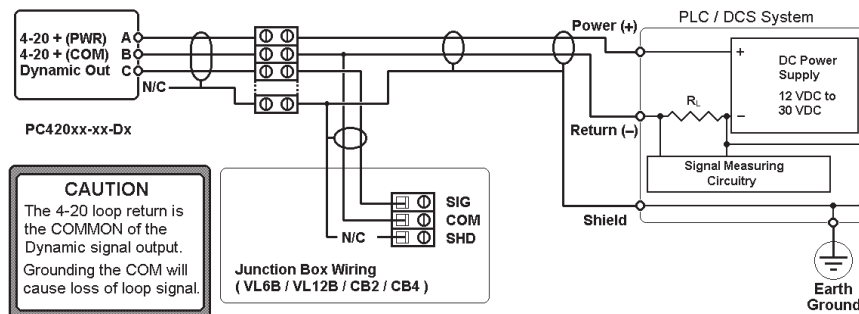 4-20 + (PWR) A
4-20 + (COM) B
Dynamic Out C
N/C
PC420xx-xx-Dx
CAUTION
The 4-20 loop return is
the COMMON of the
Dynamic signal output.
Grounding the COM will
cause loss of loop signal.
SIG
COM
N/C SHD
Junction Box Wiring
( VL6B / VL12B / CB2 / CB4 )
PLC / DCS System
Power (+)
+
DC Power
Supply
12 VDC to
30 VDC
RL
–
Return (–)
Signal Measuring
Circuitry
Shield
Earth
Ground